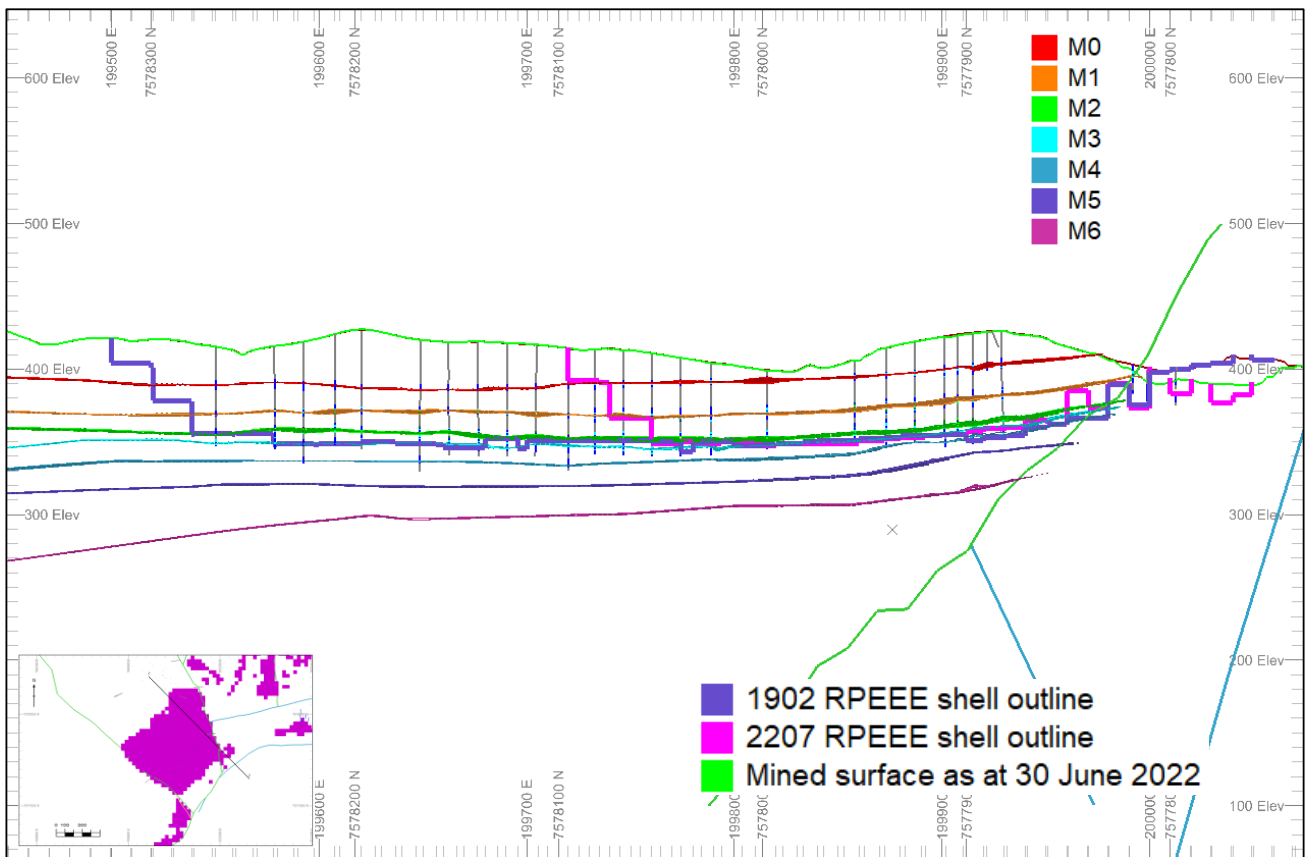 199500 E
7578300 N
199600 E
7578200 N
199700 E
7578100 N
199800 E
7578000 N
199900 E
7577900 N
200000 E
7577800 N
M0
M1
M2
M3
M4
M5
M6
600 Elev
600 Elev
500 Elev
500 Elev
400 Elev
400 Elev
300 Elev
300 Elev
200 Elev
100 Elev
1902 RPEEE shell outline
2207 RPEEE shell outline
Mined surface as at 30 June 2022
199600 E
7578200 N
199700 E
7578100 N